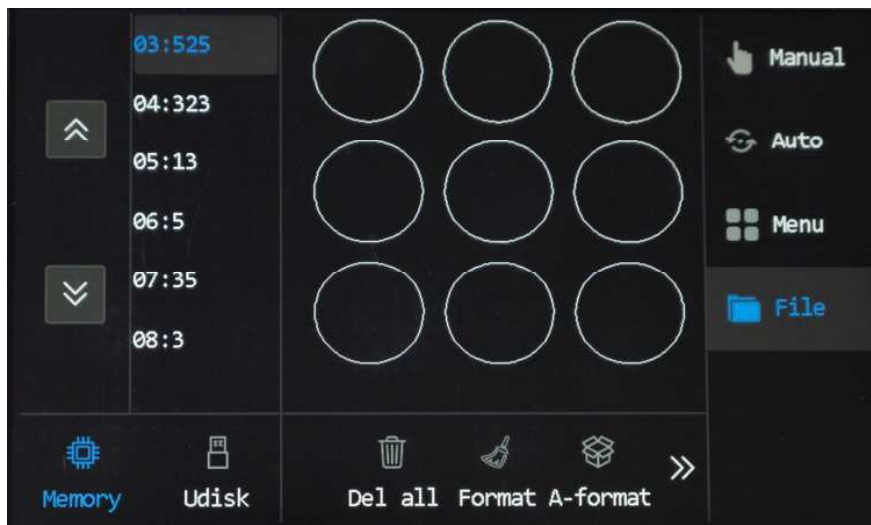 03:525
04:323
05:13
06:5
07:35
08:3
Manual
Auto
Menu
File
Memory
Udisk
Del all
Format
A-format